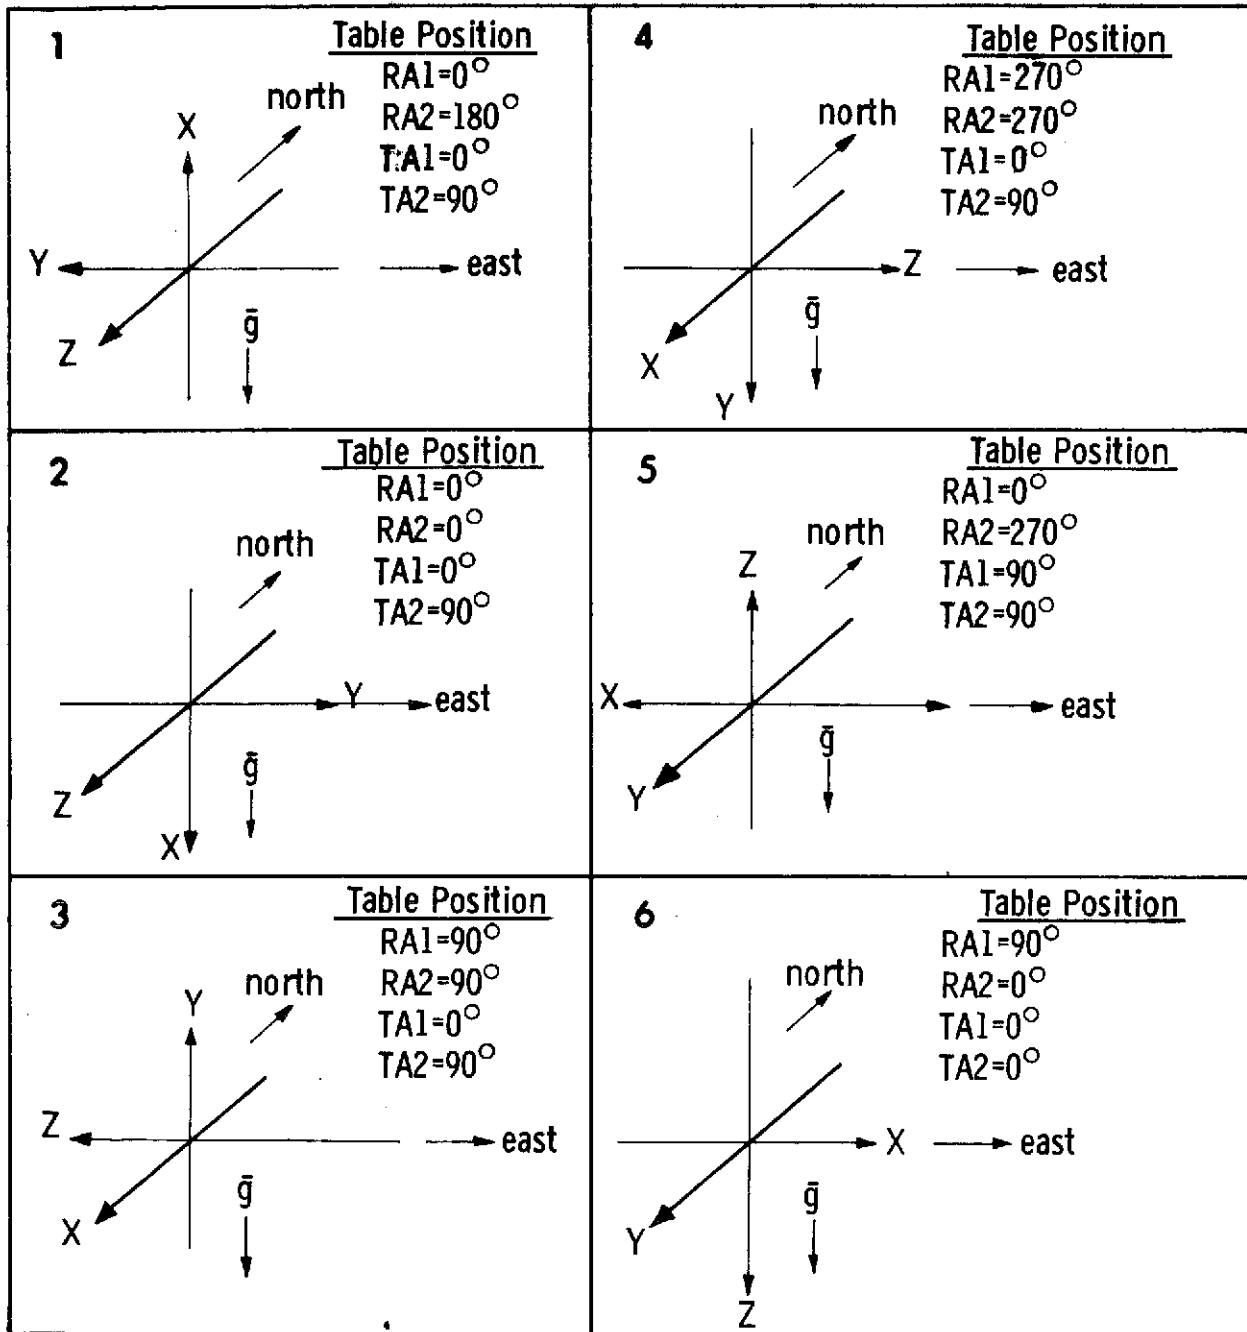 1
Table Position
RA1=0°
RA2=180°
TA1=0°
TA2=90°
north
X
Y
east
Z
ḡ
4
Table Position
RA1=270°
RA2=270°
TA1=0°
TA2=90°
north
Z
east
X
ḡ
Y
2
Table Position
RA1=0°
RA2=0°
TA1=0°
TA2=90°
north
Y
east
Z
ḡ
X
5
Table Position
RA1=0°
RA2=270°
TA1=90°
TA2=90°
north
Z
X
east
Y
ḡ
3
Table Position
RA1=90°
RA2=90°
TA1=0°
TA2=90°
north
Y
Z
east
X
ḡ
6
Table Position
RA1=90°
RA2=0°
TA1=0°
TA2=0°
north
X
east
Y
ḡ
Z